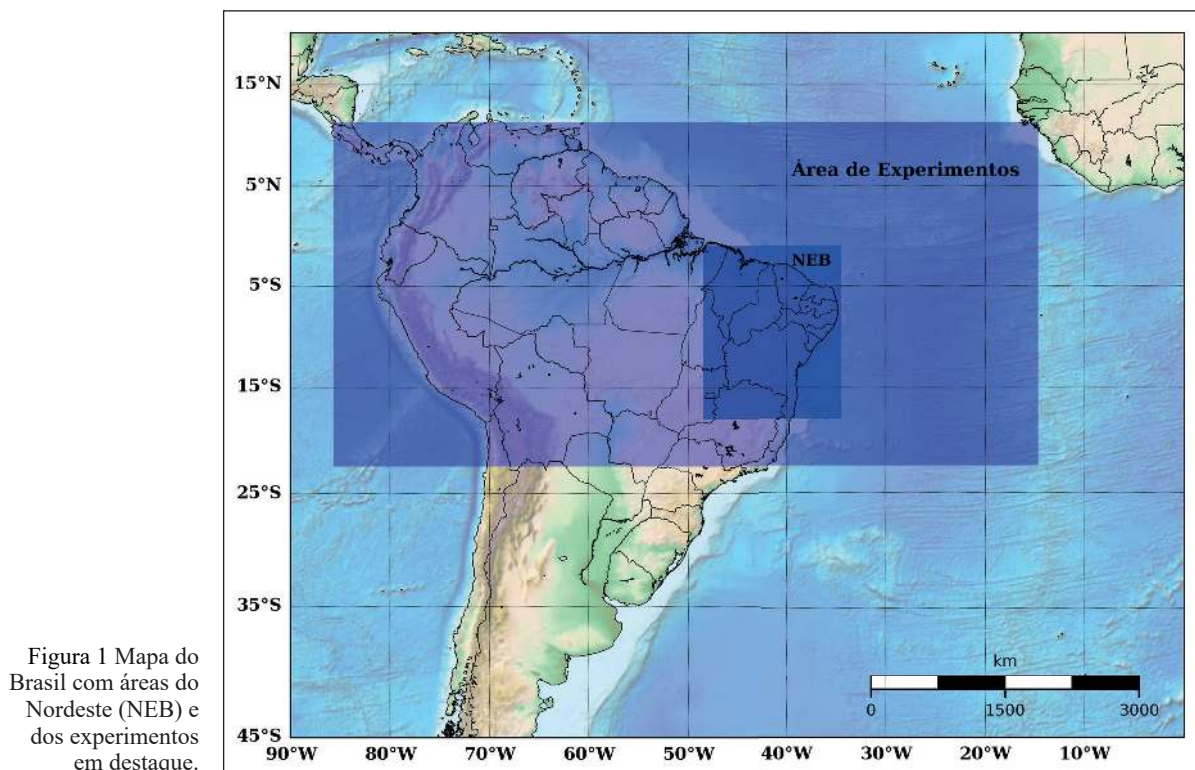 15°N
Área de Experimentos
5°N
NEB
5°S
15°S
25°S
35°S
km
0 1500 3000
45°S
90°W 80°W 70°W 60°W 50°W 40°W 30°W 20°W 10°W
Figura 1 Mapa do
Brasil com áreas do
Nordeste (NEB) e
dos experimentos
em destaque.